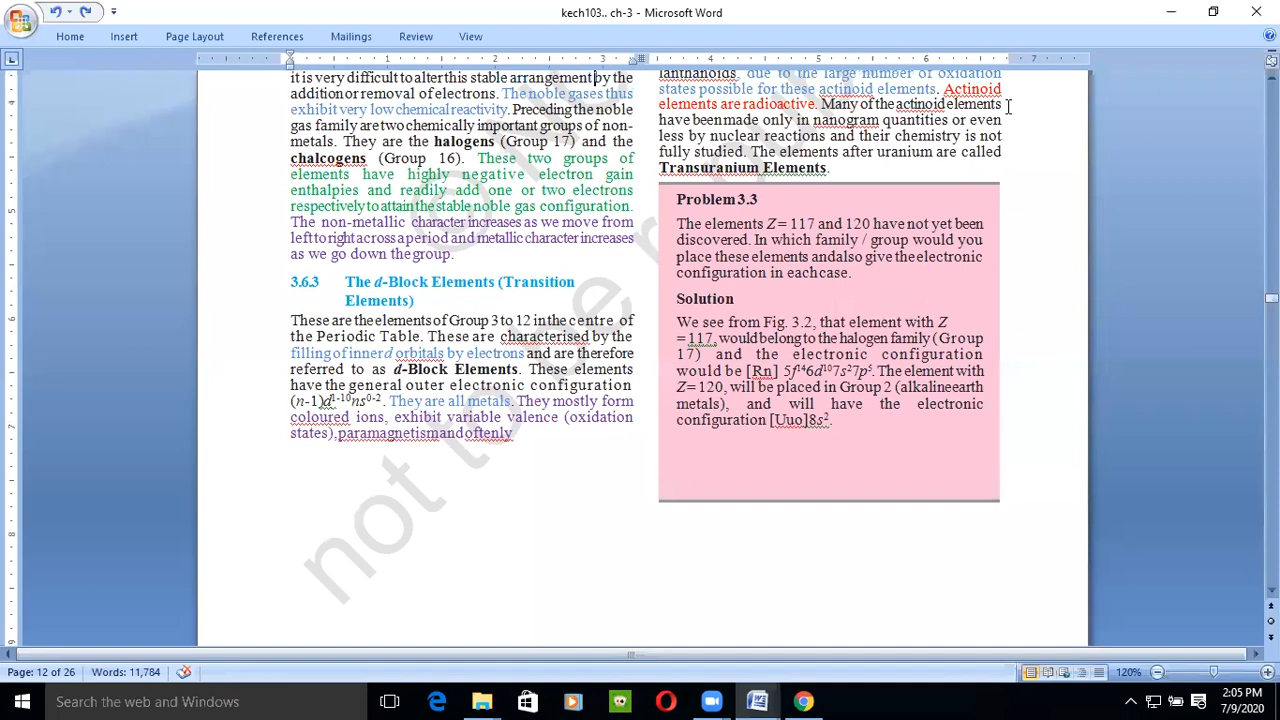 kech103.. ch-3 - Microsoft Word
Home Insert Page Layout References Mailings Review View
1 2 3 4 5 6 7
it is very difficult to alterthis stable arrangement by the
addition or removal of electrons. The noble gases thus
exhibit very low chemical reactivity. Preceding the noble
gas family are two chemically important groups of non-
metals. They are the halogens (Group 17) and the
chalcogens (Group 16). These two groups of
elements have highly negative electron gain
enthalpies and readily add one or two electrons
respectively to attain the stable noble gas configuration.
The non-metallic character increases as we move from
left to right across a period and metallic character increases
as we go down the group.
3.6.3 The d-Block Elements (Transition
Elements)
These are the elements of Group 3 to 12 in the centre of
the Periodic Table. These are characterised by the
filling of inner d orbitals by electrons and are therefore
referred to as d-Block Elements. These elements
have the general outer electronic configuration
(n-1)d¹⁻¹⁰ns⁰⁻². They are all metals. They mostly form
coloured ions, exhibit variable valence (oxidation
states), paramagnetism and oftenly
lanthanoids, due to the large number of oxidation
states possible for these actinoid elements. Actinoid
elements are radioactive. Many of the actinoid elements
have been made only in nanogram quantities or even
less by nuclear reactions and their chemistry is not
fully studied. The elements after uranium are called
Transuranium Elements.
Problem 3.3
The elements Z = 117 and 120 have not yet been
discovered. In which family / group would you
place these elements andalso give the electronic
configuration in each case.
Solution
We see from Fig. 3.2, that element with Z
= 117, would belong to the halogen family (Group
17) and the electronic configuration
would be [Rn] 5f¹⁴6d¹⁰7s²7p⁵. The element with
Z = 120, will be placed in Group 2 (alkaline earth
metals), and will have the electronic
configuration [Uuo]8s².
not to be
Page: 12 of 26 Words: 11,784 120%
Search the web and Windows
2:05 PM
7/9/2020